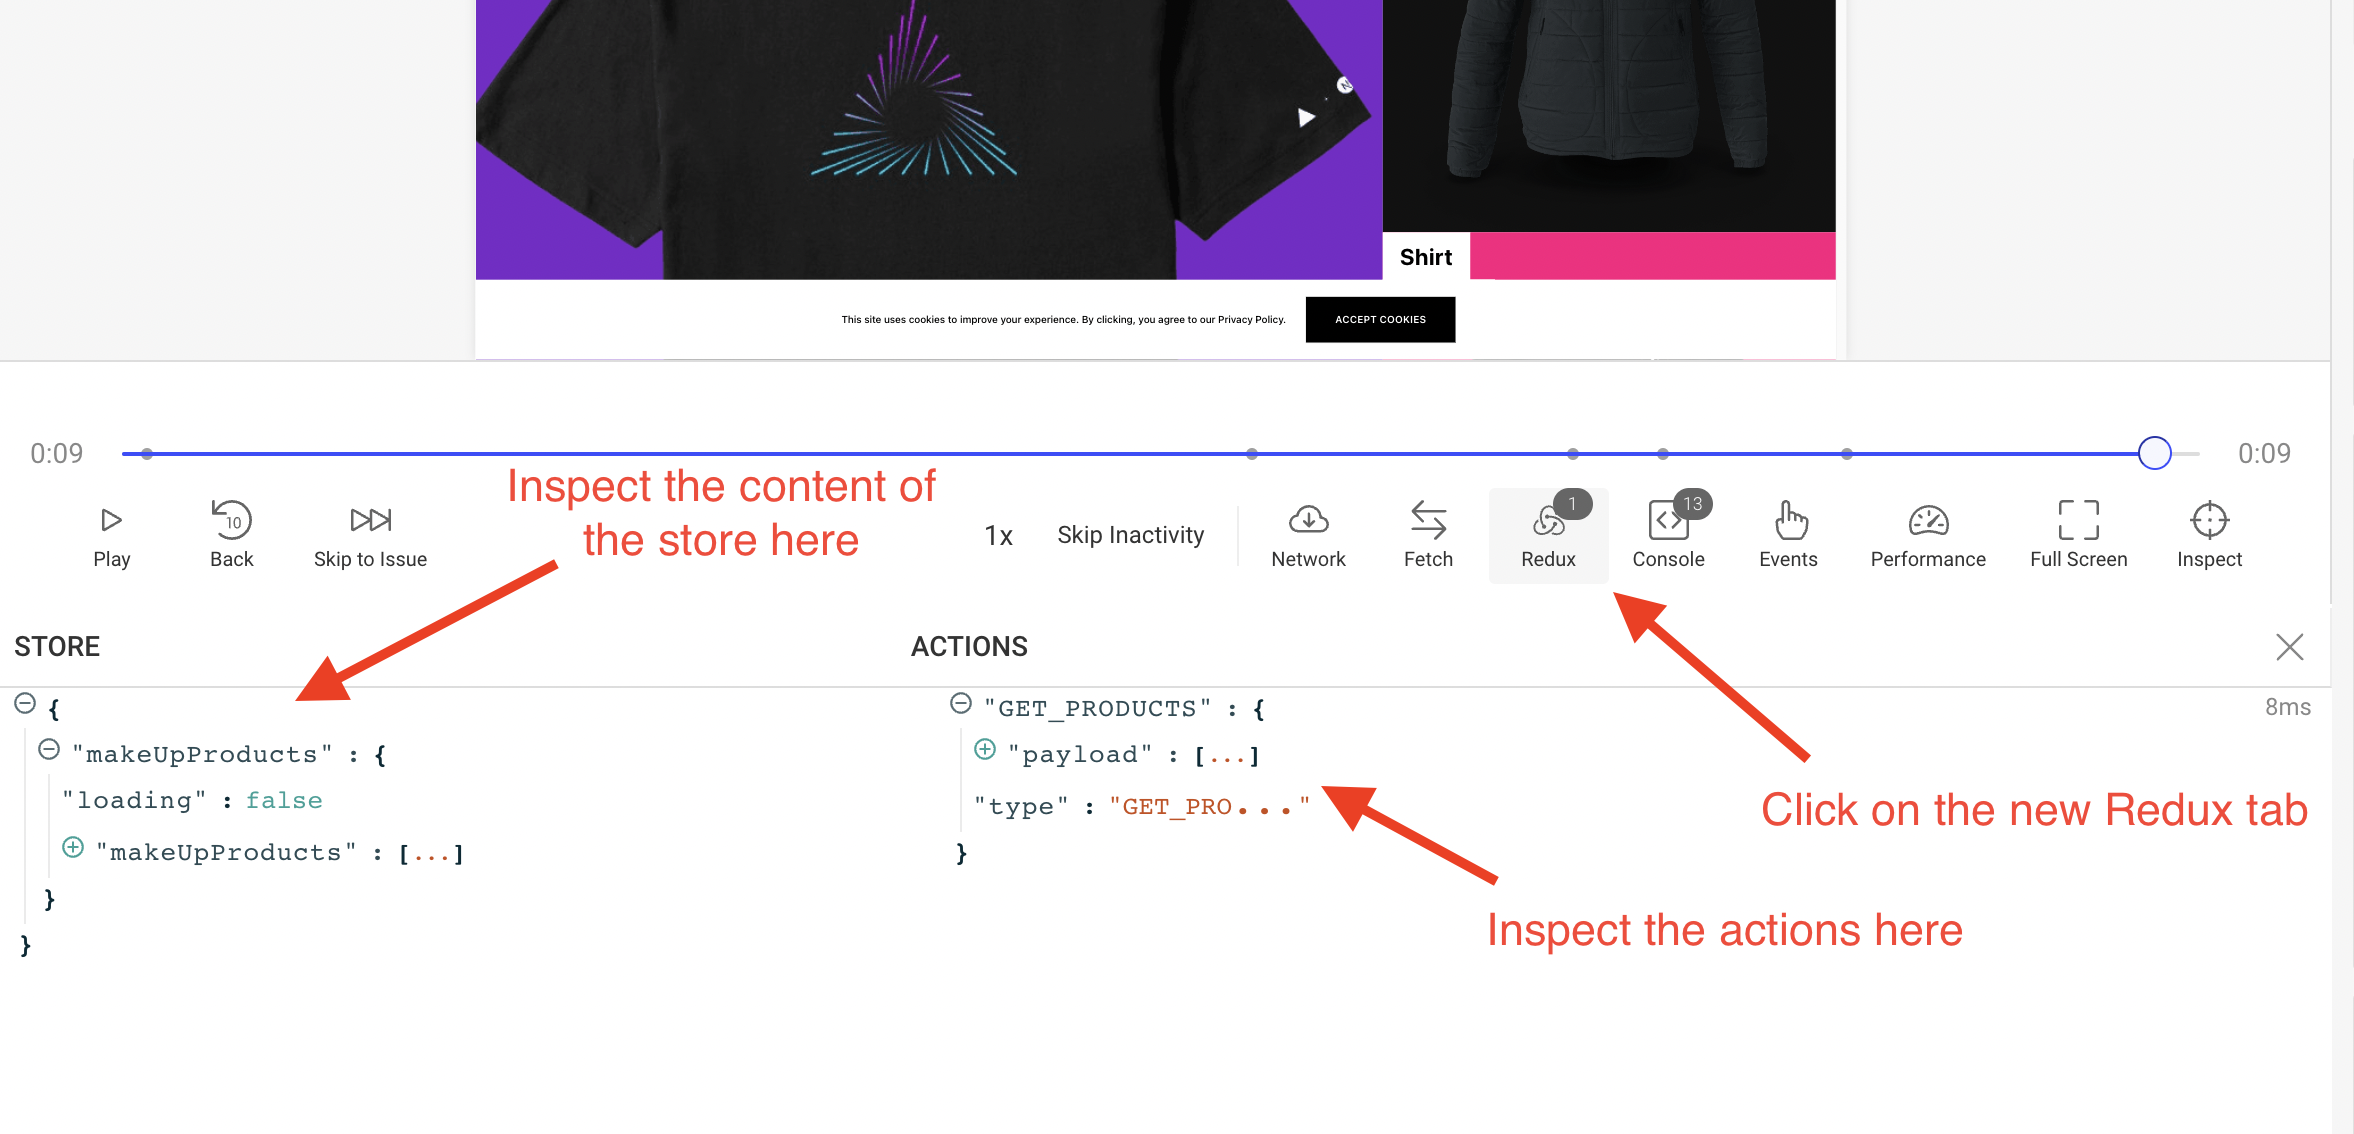 N
Shirt
This site uses cookies to improve your experience. By clicking, you agree to our Privacy Policy.
ACCEPT COOKIES
0:09
0:09
Inspect the content of
the store here
10
Play
Back
Skip to Issue
1x
Skip Inactivity
Network
Fetch
1
Redux
13
Console
Events
Performance
Full Screen
Inspect
STORE
ACTIONS
{
"makeUpProducts" : {
"loading" : false
"makeUpProducts" : [...]
}
}
"GET_PRODUCTS" : {
8ms
"payload" : [...]
"type" : "GET_PRO..."
}
Click on the new Redux tab
Inspect the actions here